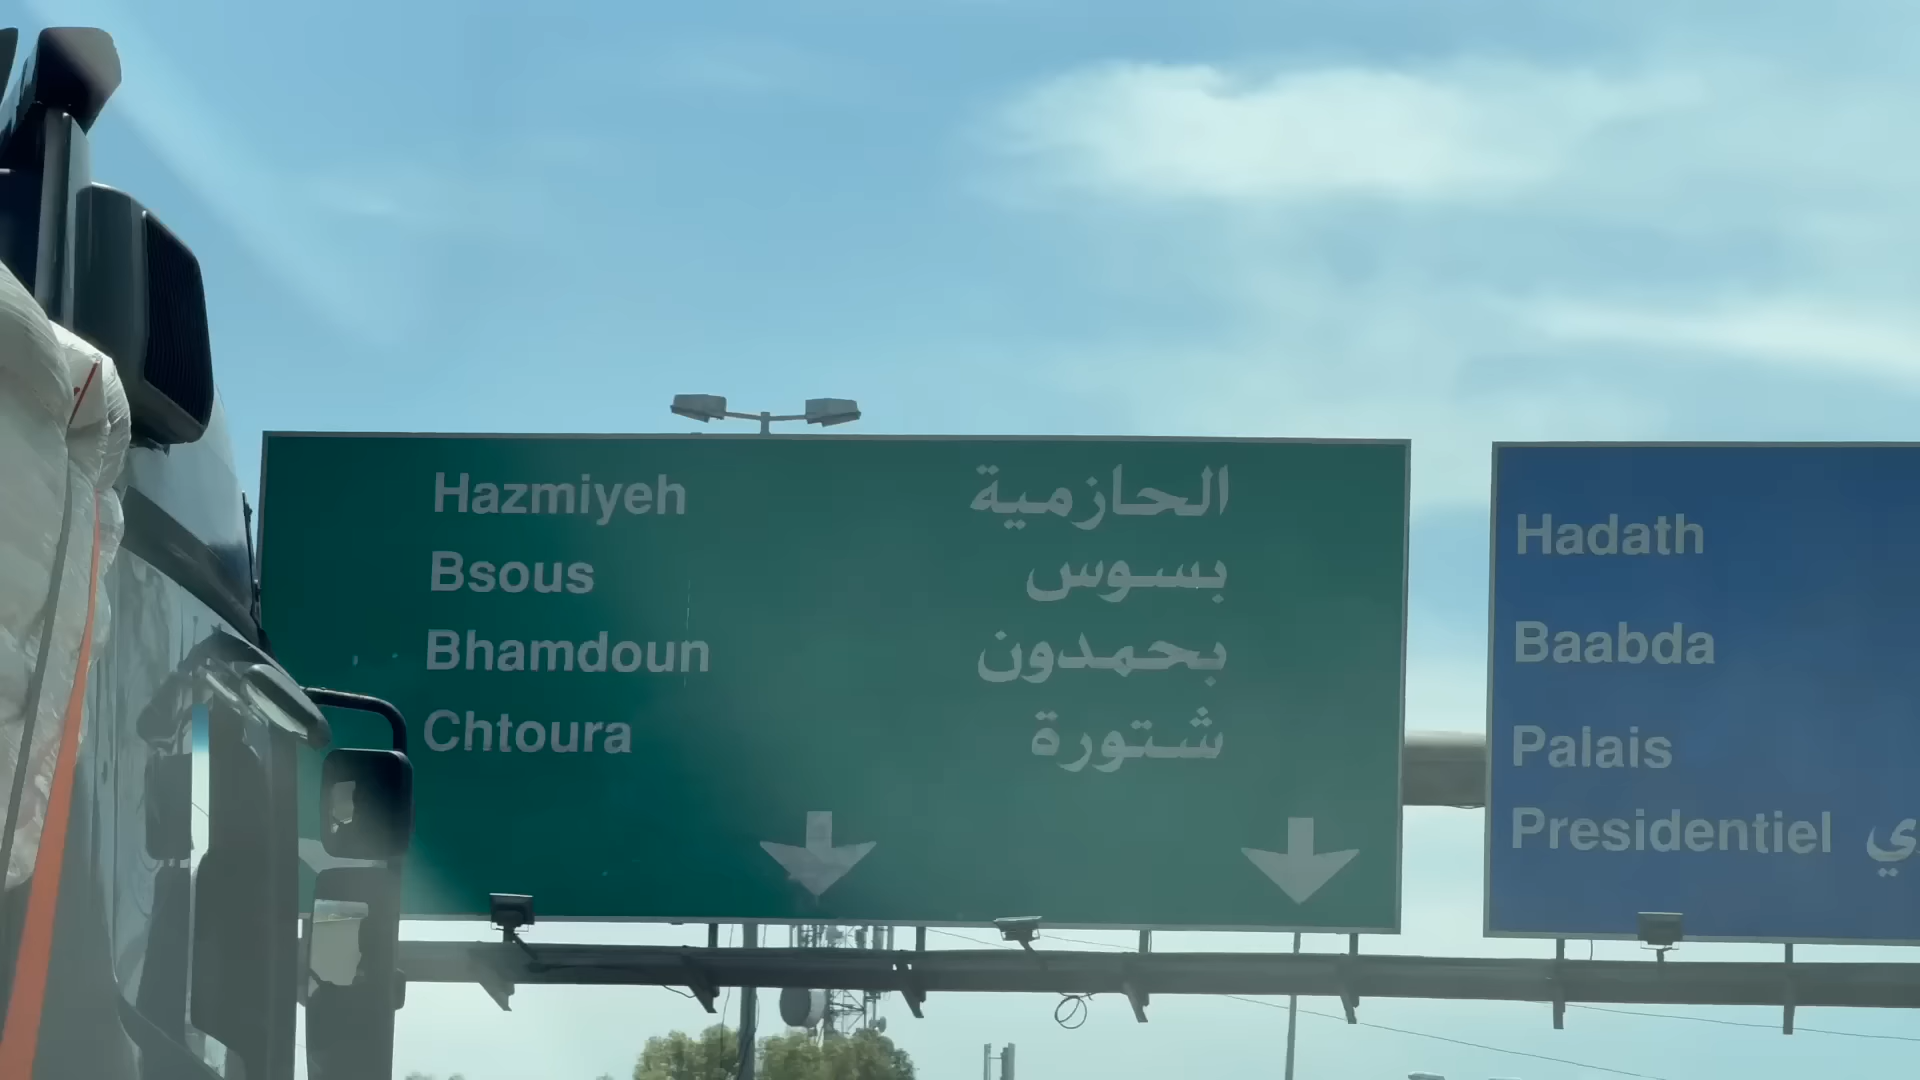 Hazmiyeh الحازمية
Bsous بسوس
Bhamdoun بحمدون
Chtoura شتورة
Hadath
Baabda
Palais
Presidentiel